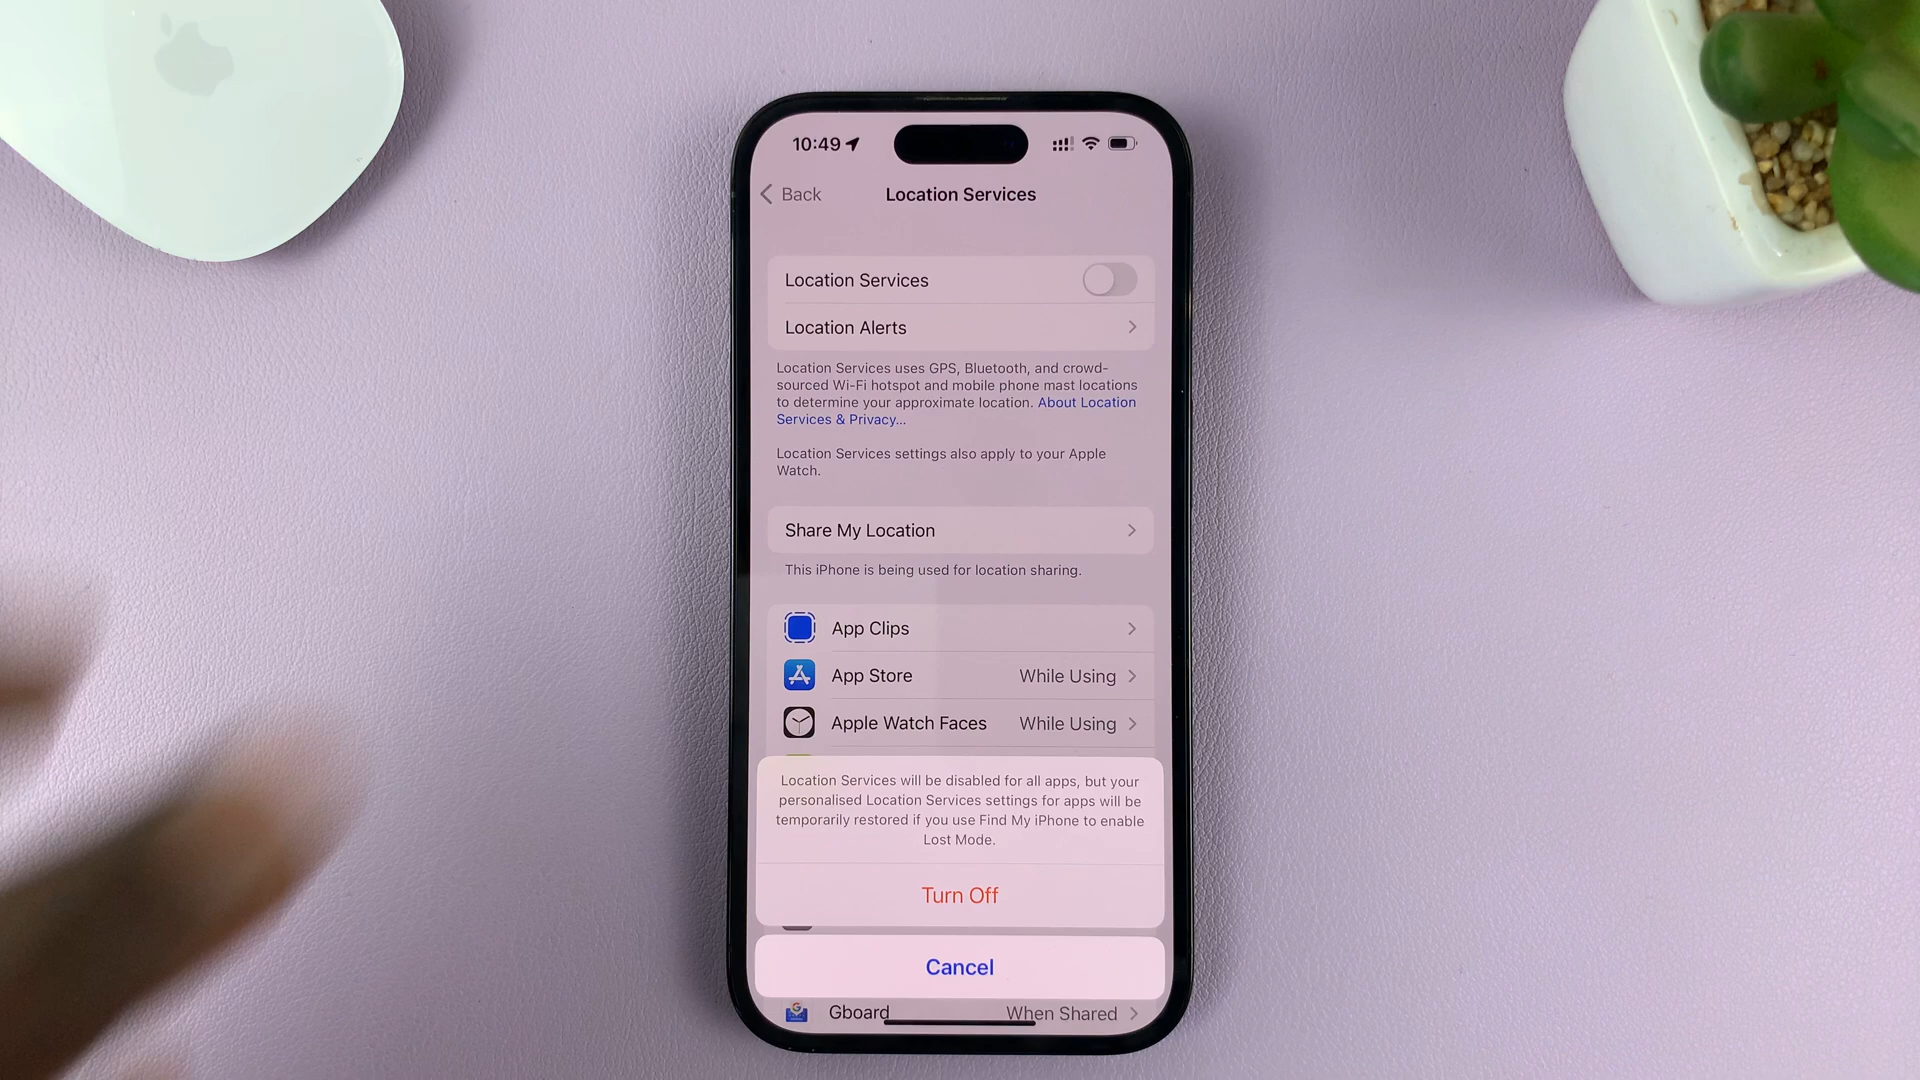 10:49
Back
Location Services
Location Services
Location Alerts
Location Services uses GPS, Bluetooth, and crowd-
sourced Wi-Fi hotspot and mobile phone mast locations
to determine your approximate location. About Location
Services & Privacy...
Location Services settings also apply to your Apple
Watch.
Share My Location
This iPhone is being used for location sharing.
App Clips
App Store While Using
Apple Watch Faces While Using
Location Services will be disabled for all apps, but your
personalised Location Services settings for apps will be
temporarily restored if you use Find My iPhone to enable
Lost Mode.
Turn Off
Cancel
Gboard When Shared